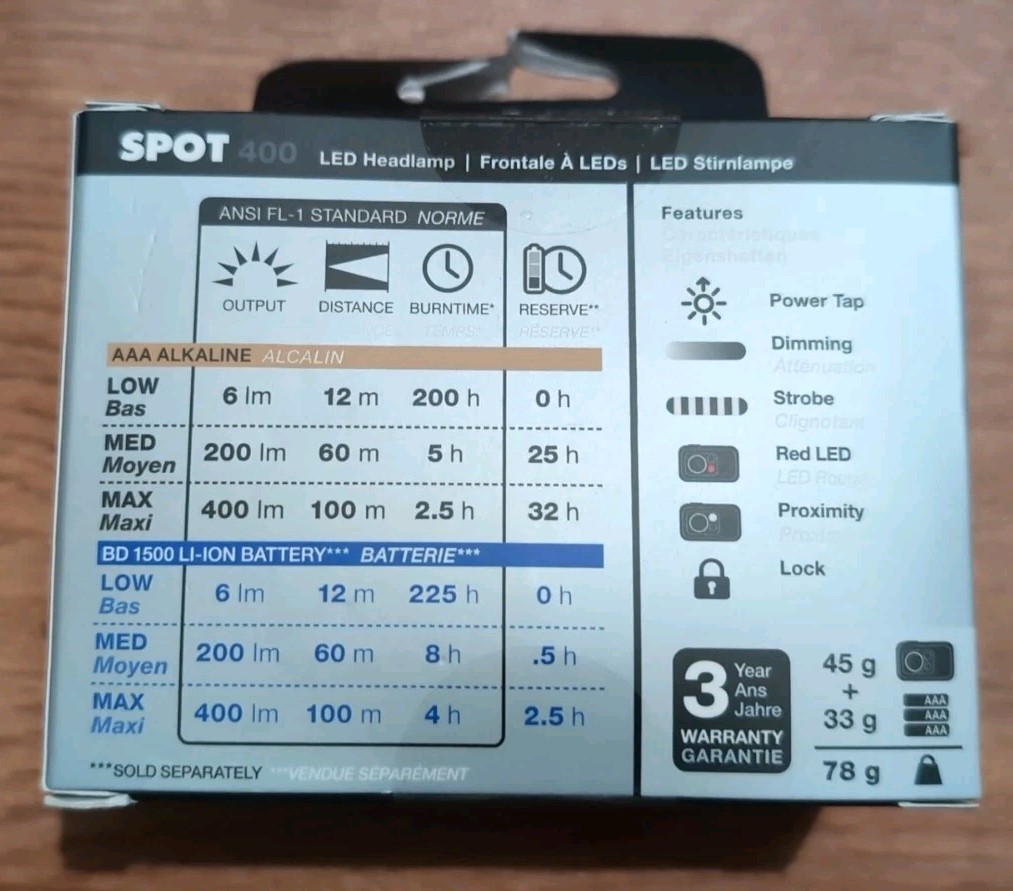 SPOT 400 LED Headlamp | Frontale À LEDs | LED Stirnlampe
ANSI FL-1 STANDARD NORME
OUTPUT DISTANCE BURNTIME* RESERVE**
TEMPS* RÉSERVE**
AAA ALKALINE ALCALIN
LOW 6 lm 12 m 200 h 0 h
Bas
MED 200 lm 60 m 5 h 25 h
Moyen
MAX 400 lm 100 m 2.5 h 32 h
Maxi
BD 1500 LI-ION BATTERY*** BATTERIE***
LOW 6 lm 12 m 225 h 0 h
Bas
MED 200 lm 60 m 8 h .5 h
Moyen
MAX 400 lm 100 m 4 h 2.5 h
Maxi
***SOLD SEPARATELY ***VENDUE SÉPARÉMENT
Features
Caractéristiques
Eigenshaften
Power Tap
Dimming
Atténuation
Strobe
Clignotant
Red LED
LED
Proximity
Lock
3 Year
Ans
Jahre
WARRANTY
GARANTIE
45 g
+
33 g
AAA
AAA
AAA
78 g